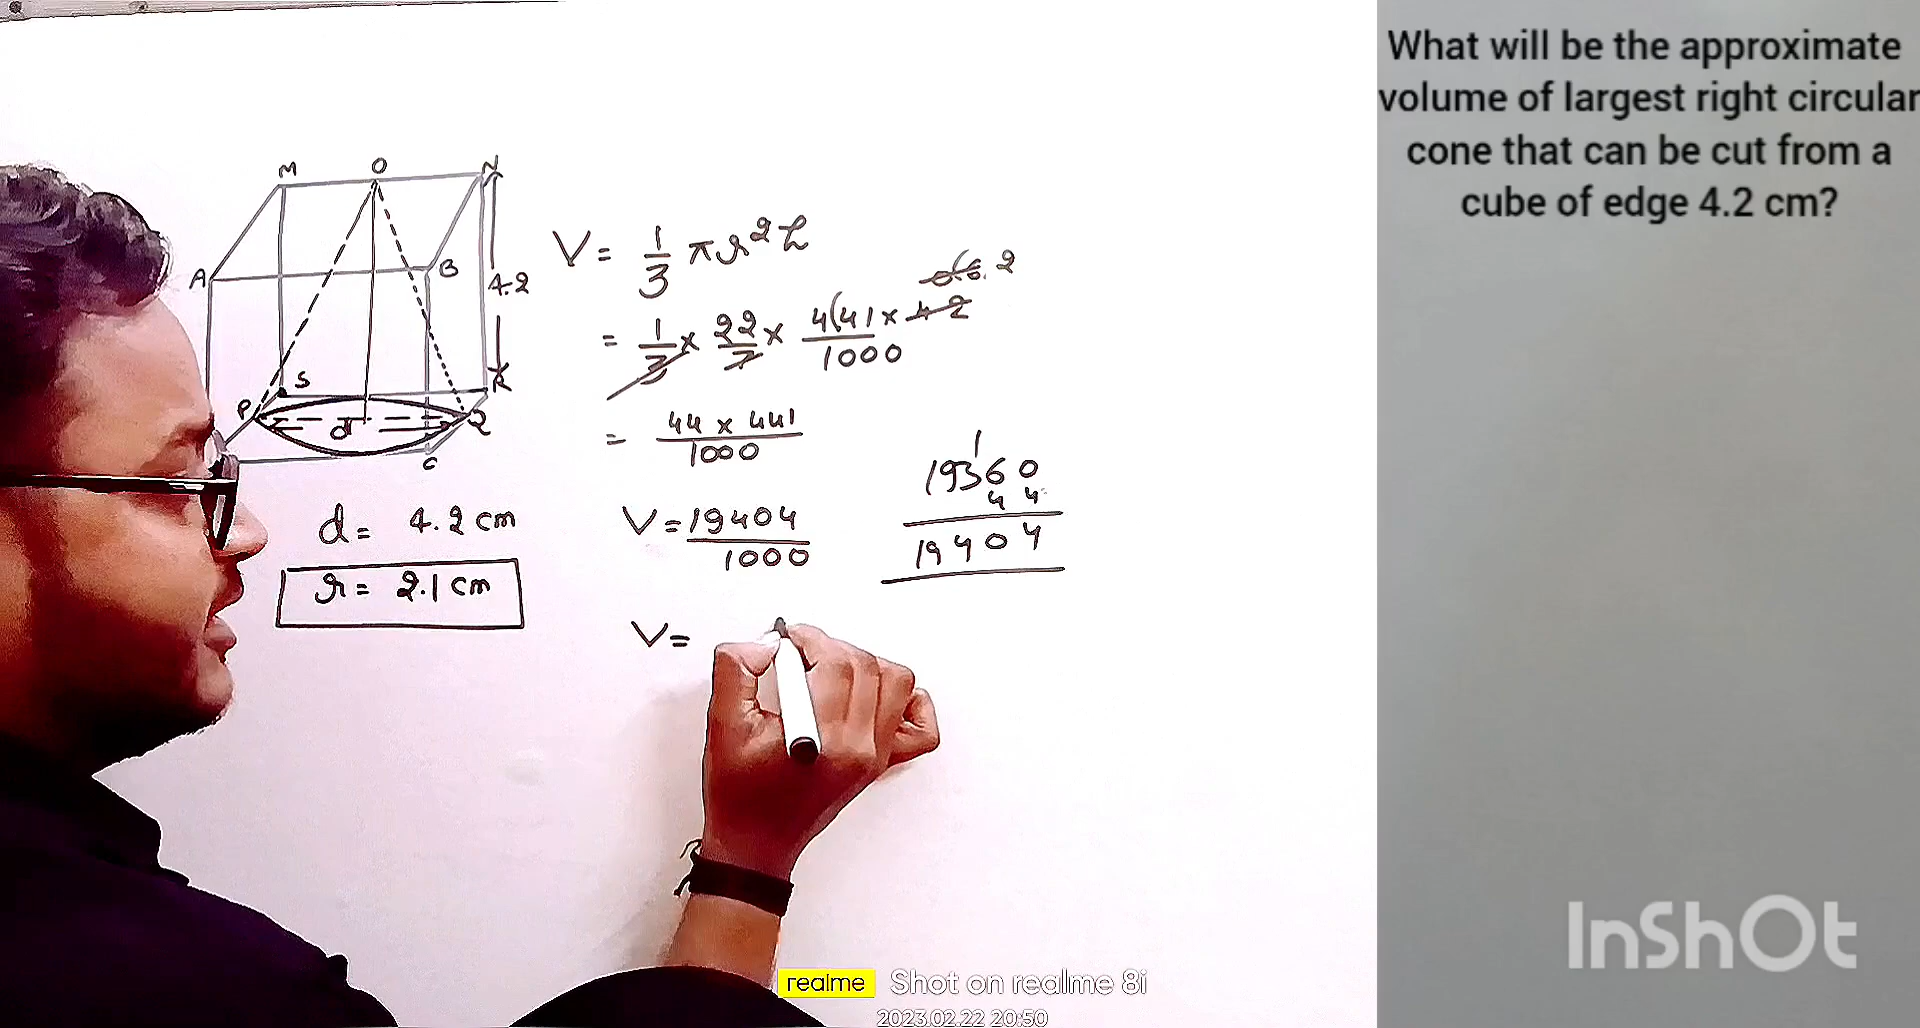 What will be the approximate
volume of largest right circular
cone that can be cut from a
cube of edge 4.2 cm?
M O N
A B
4.2
S R
P d Q
C
d = 4.2 cm
r = 2.1 cm
V = 1/3 πr²h
= 1/3 × 22/7 × 441 × 42/1000
2
= 44 × 441/1000
V = 19404/1000
V =
1
19360
44
19404
InShOt
realme Shot on realme 8i
2023.02.22 20:50